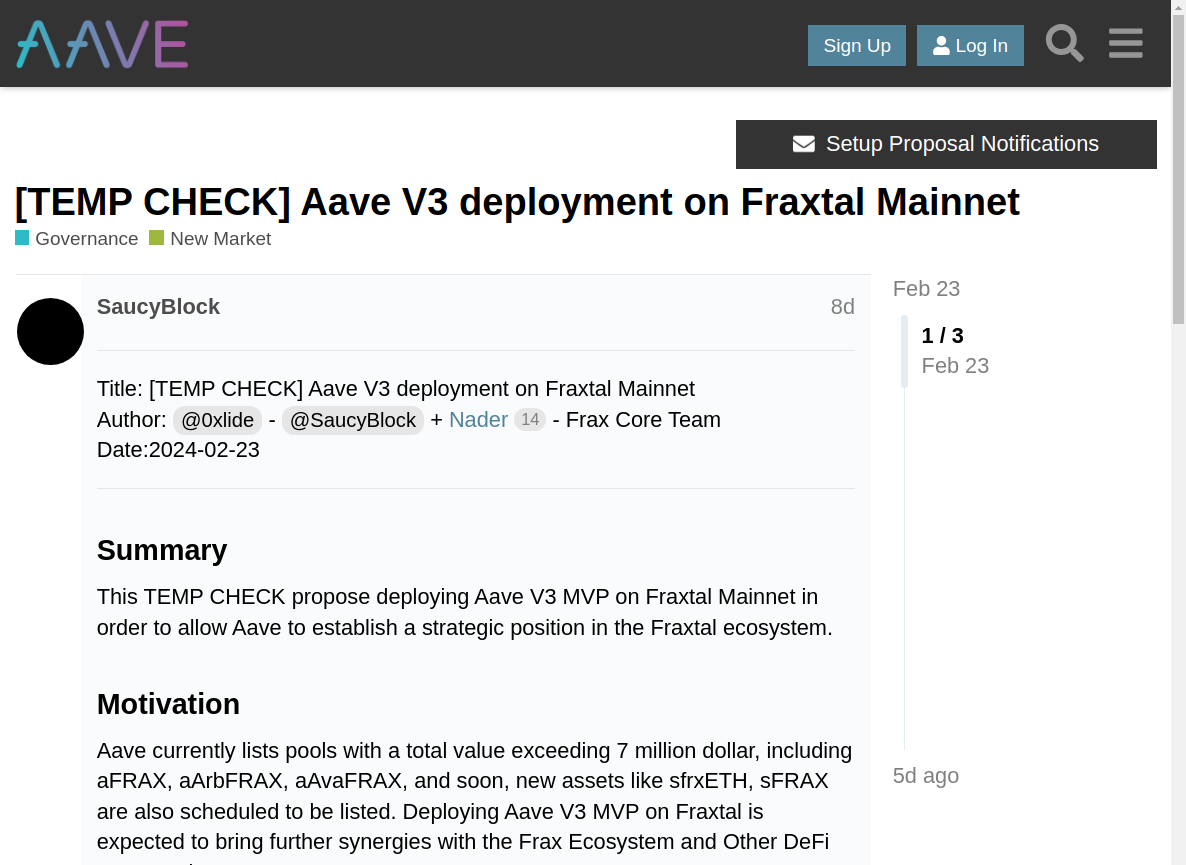 AAVE
Sign Up
Log In
Setup Proposal Notifications
[TEMP CHECK] Aave V3 deployment on Fraxtal Mainnet
Governance New Market
SaucyBlock 8d
Feb 23
1 / 3
Feb 23
Title: [TEMP CHECK] Aave V3 deployment on Fraxtal Mainnet
Author: @0xlide - @SaucyBlock + Nader 14 - Frax Core Team
Date:2024-02-23
Summary
This TEMP CHECK propose deploying Aave V3 MVP on Fraxtal Mainnet in
order to allow Aave to establish a strategic position in the Fraxtal ecosystem.
Motivation
Aave currently lists pools with a total value exceeding 7 million dollar, including
aFRAX, aArbFRAX, aAvaFRAX, and soon, new assets like sfrxETH, sFRAX
are also scheduled to be listed. Deploying Aave V3 MVP on Fraxtal is
expected to bring further synergies with the Frax Ecosystem and Other DeFi
5d ago